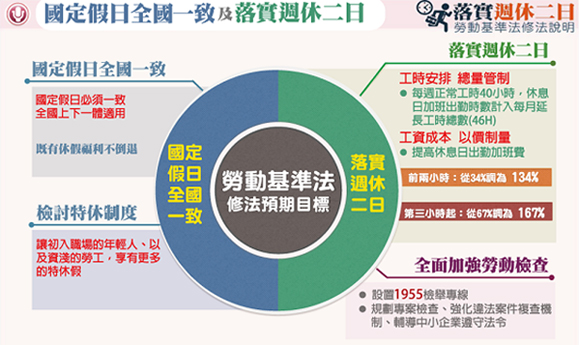 國定假日全國一致及落實週休二日
落實週休二日
勞動基準法修法說明
國定假日全國一致
國定假日必須一致
全國上下一體適用
既有休假福利不倒退
檢討特休制度
讓初入職場的年輕人、以
及資淺的勞工，享有更多
的特休假
國定
假日
全國
一致
勞動基準法
修法預期目標
落實
週休
二日
落實週休二日
工時安排 總量管制
每週正常工時40小時，休息
日加班出勤時數計入每月延
長工時總數(46H)
工資成本 以價制量
提高休息日出勤加班費
前兩小時：從34%調為 134%
第三小時起：從67%調為 167%
全面加強勞動檢查
設置1955檢舉專線
規劃專案檢查、強化違法案件複查機
制、輔導中小企業遵守法令